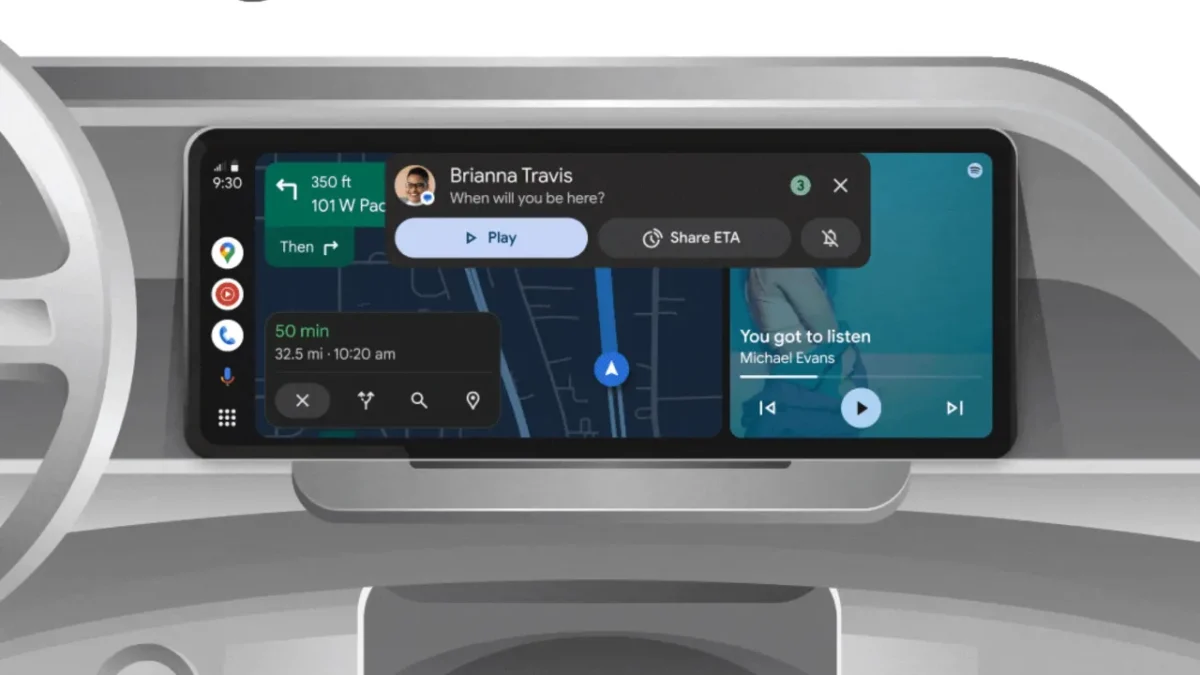 9:30
350 ft
101 W Pac
Then
Brianna Travis
When will you be here?
3
Play
Share ETA
50 min
32.5 mi · 10:20 am
You got to listen
Michael Evans